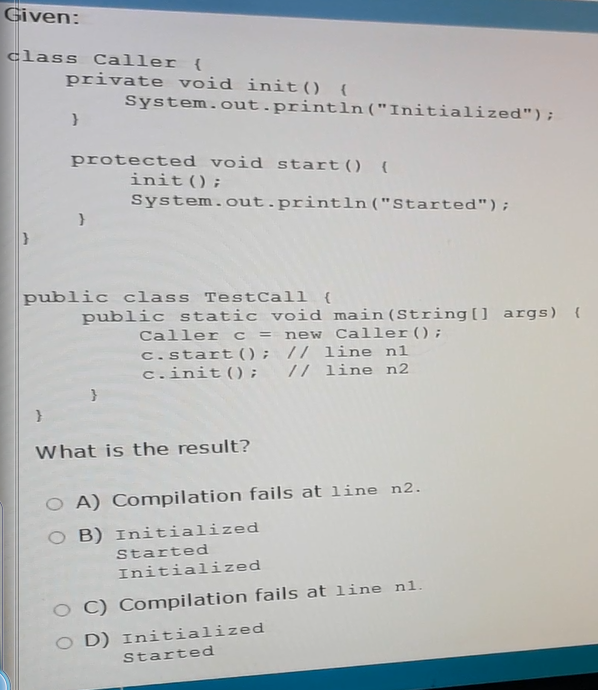 Given:
class Caller {
private void init() {
System.out.println("Initialized");
}
protected void start() {
init();
System.out.println("Started");
}
}
public class TestCall {
public static void main(String[] args) {
Caller c = new Caller();
c.start(); // line n1
c.init(); // line n2
}
}
What is the result?
A) Compilation fails at line n2.
B) Initialized
Started
Initialized
C) Compilation fails at line n1.
D) Initialized
Started